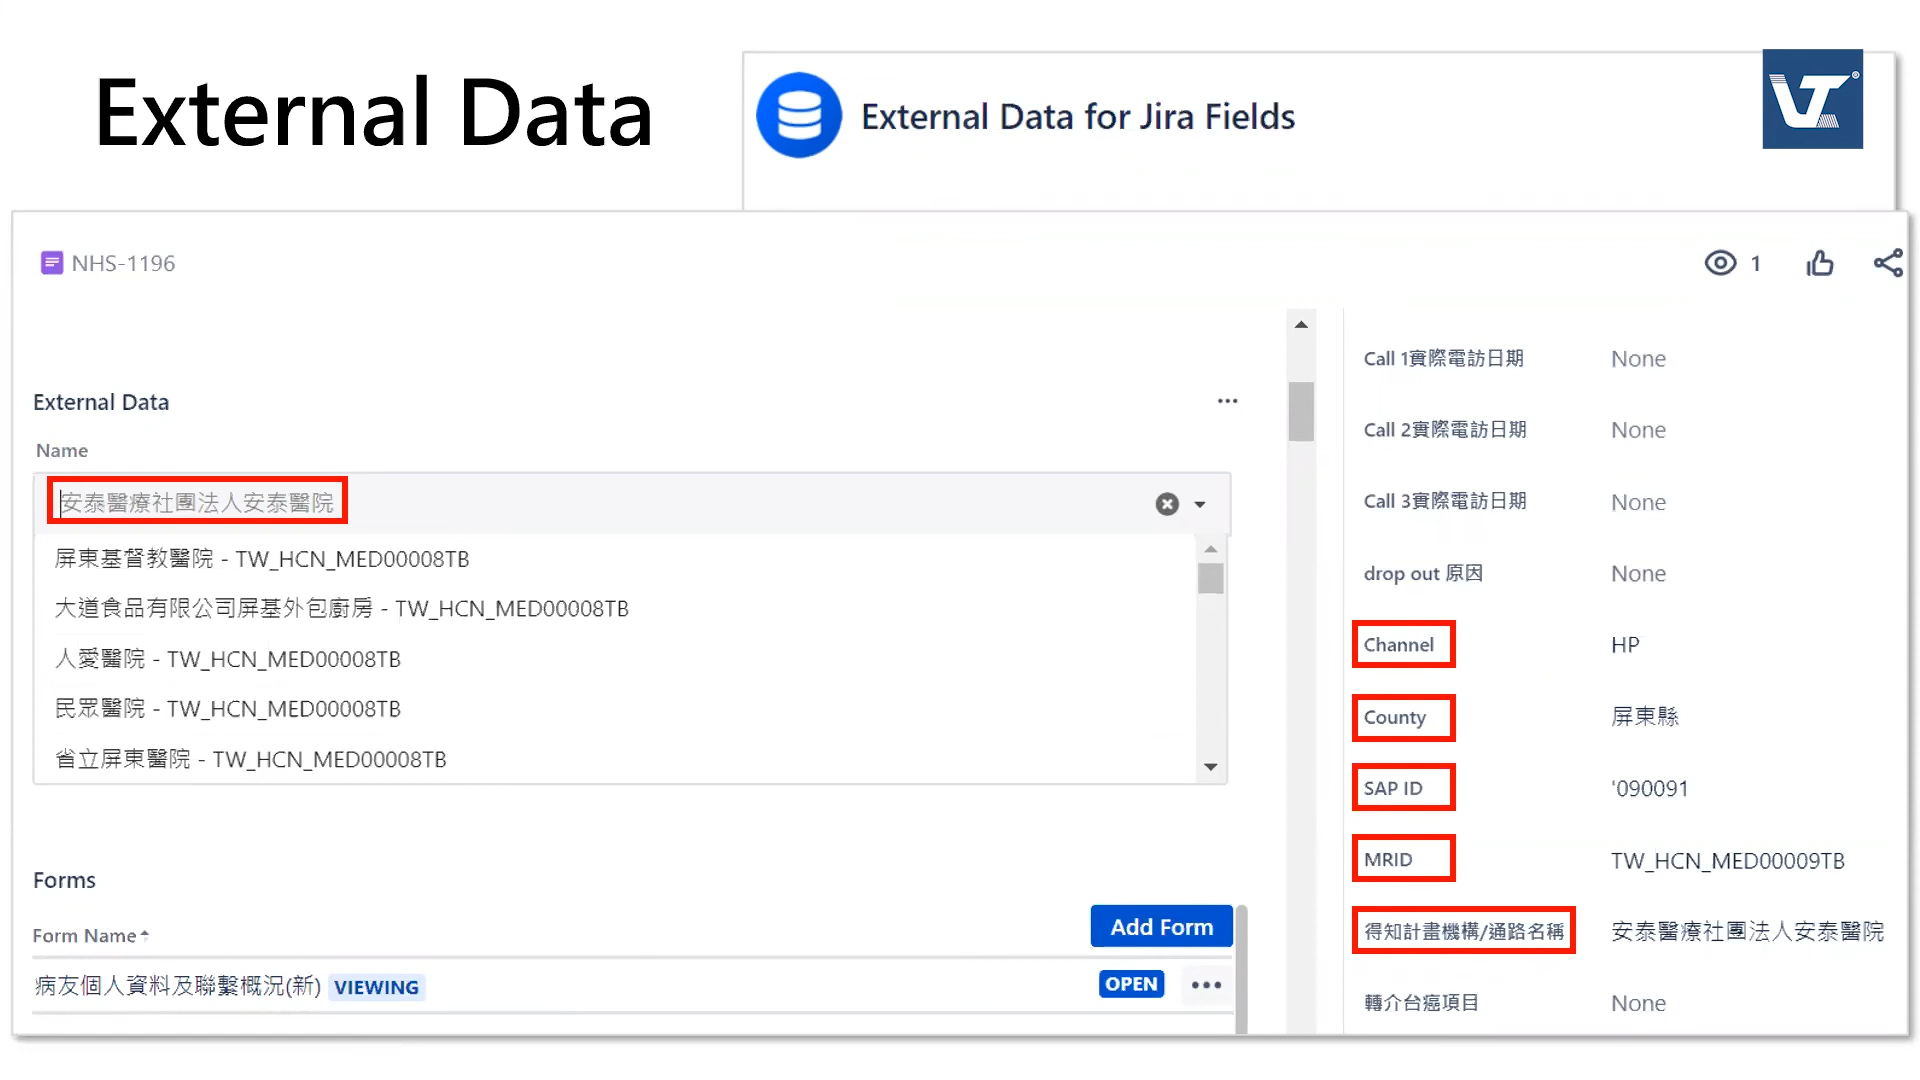 External Data
External Data for Jira Fields
VT®
NHS-1196
1
External Data
Name
安泰醫療社團法人安泰醫院
屏東基督教醫院 - TW_HCN_MED00008TB
大道食品有限公司屏基外包廚房 - TW_HCN_MED00008TB
人愛醫院 - TW_HCN_MED00008TB
民眾醫院 - TW_HCN_MED00008TB
省立屏東醫院 - TW_HCN_MED00008TB
Forms
Add Form
Form Name
病友個人資料及聯繫概況(新) VIEWING OPEN
Call 1實際電訪日期 None
Call 2實際電訪日期 None
Call 3實際電訪日期 None
drop out 原因 None
Channel HP
County 屏東縣
SAP ID '090091
MRID TW_HCN_MED00009TB
得知計畫機構/通路名稱 安泰醫療社團法人安泰醫院
轉介台癌項目 None